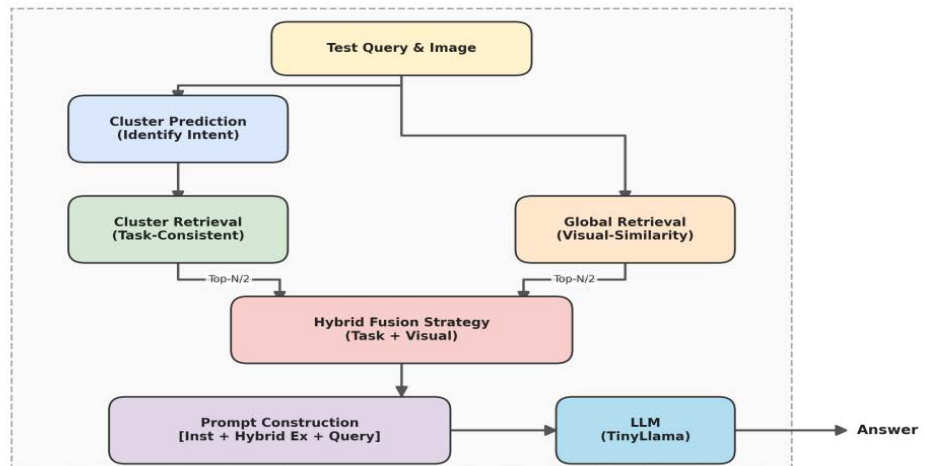 Test Query & Image
Cluster Prediction
(Identify Intent)
Cluster Retrieval
(Task-Consistent)
Global Retrieval
(Visual-Similarity)
Top-N/2
Top-N/2
Hybrid Fusion Strategy
(Task + Visual)
Prompt Construction
[Inst + Hybrid Ex + Query]
LLM
(TinyLlama)
Answer